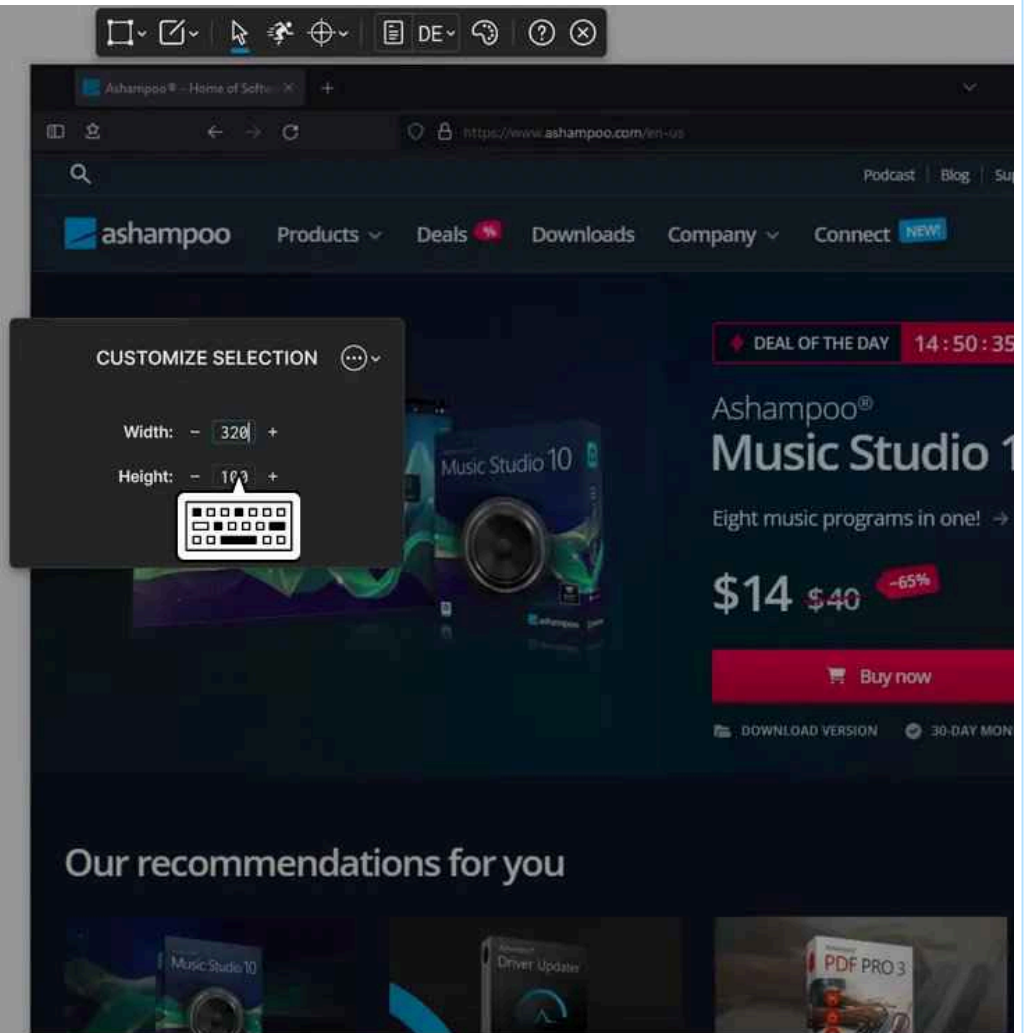 DE
Ashampoo® - Home of Softw
https://www.ashampoo.com/en-us
Podcast | Blog | Sup
ashampoo Products Deals % Downloads Company Connect NEW!
CUSTOMIZE SELECTION
Width: - 320 +
Height: - 100 +
DEAL OF THE DAY 14 : 50 : 35
Ashampoo®
Music Studio 1
Eight music programs in one! →
$14 $40 -65%
Buy now
DOWNLOAD VERSION 30-DAY MON
Music Studio 10
ashampoo
Our recommendations for you
Music Studio 10
Driver Updater
PDF PRO 3